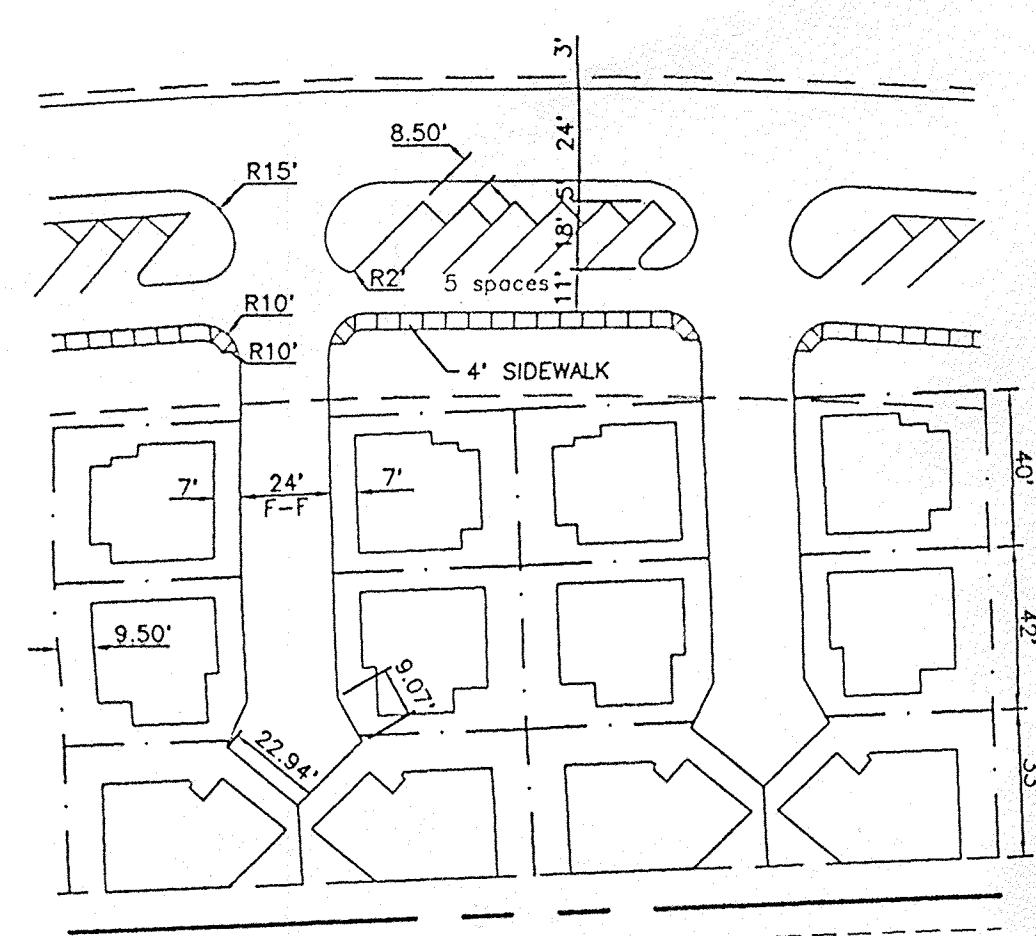 3'
24'
8.50'
R15'
5'
18'
R2'
5 spaces
11'
R10'
R10'
4' SIDEWALK
40'
7'
24'
F-F
7'
42'
9.50'
9.07'
22.94'